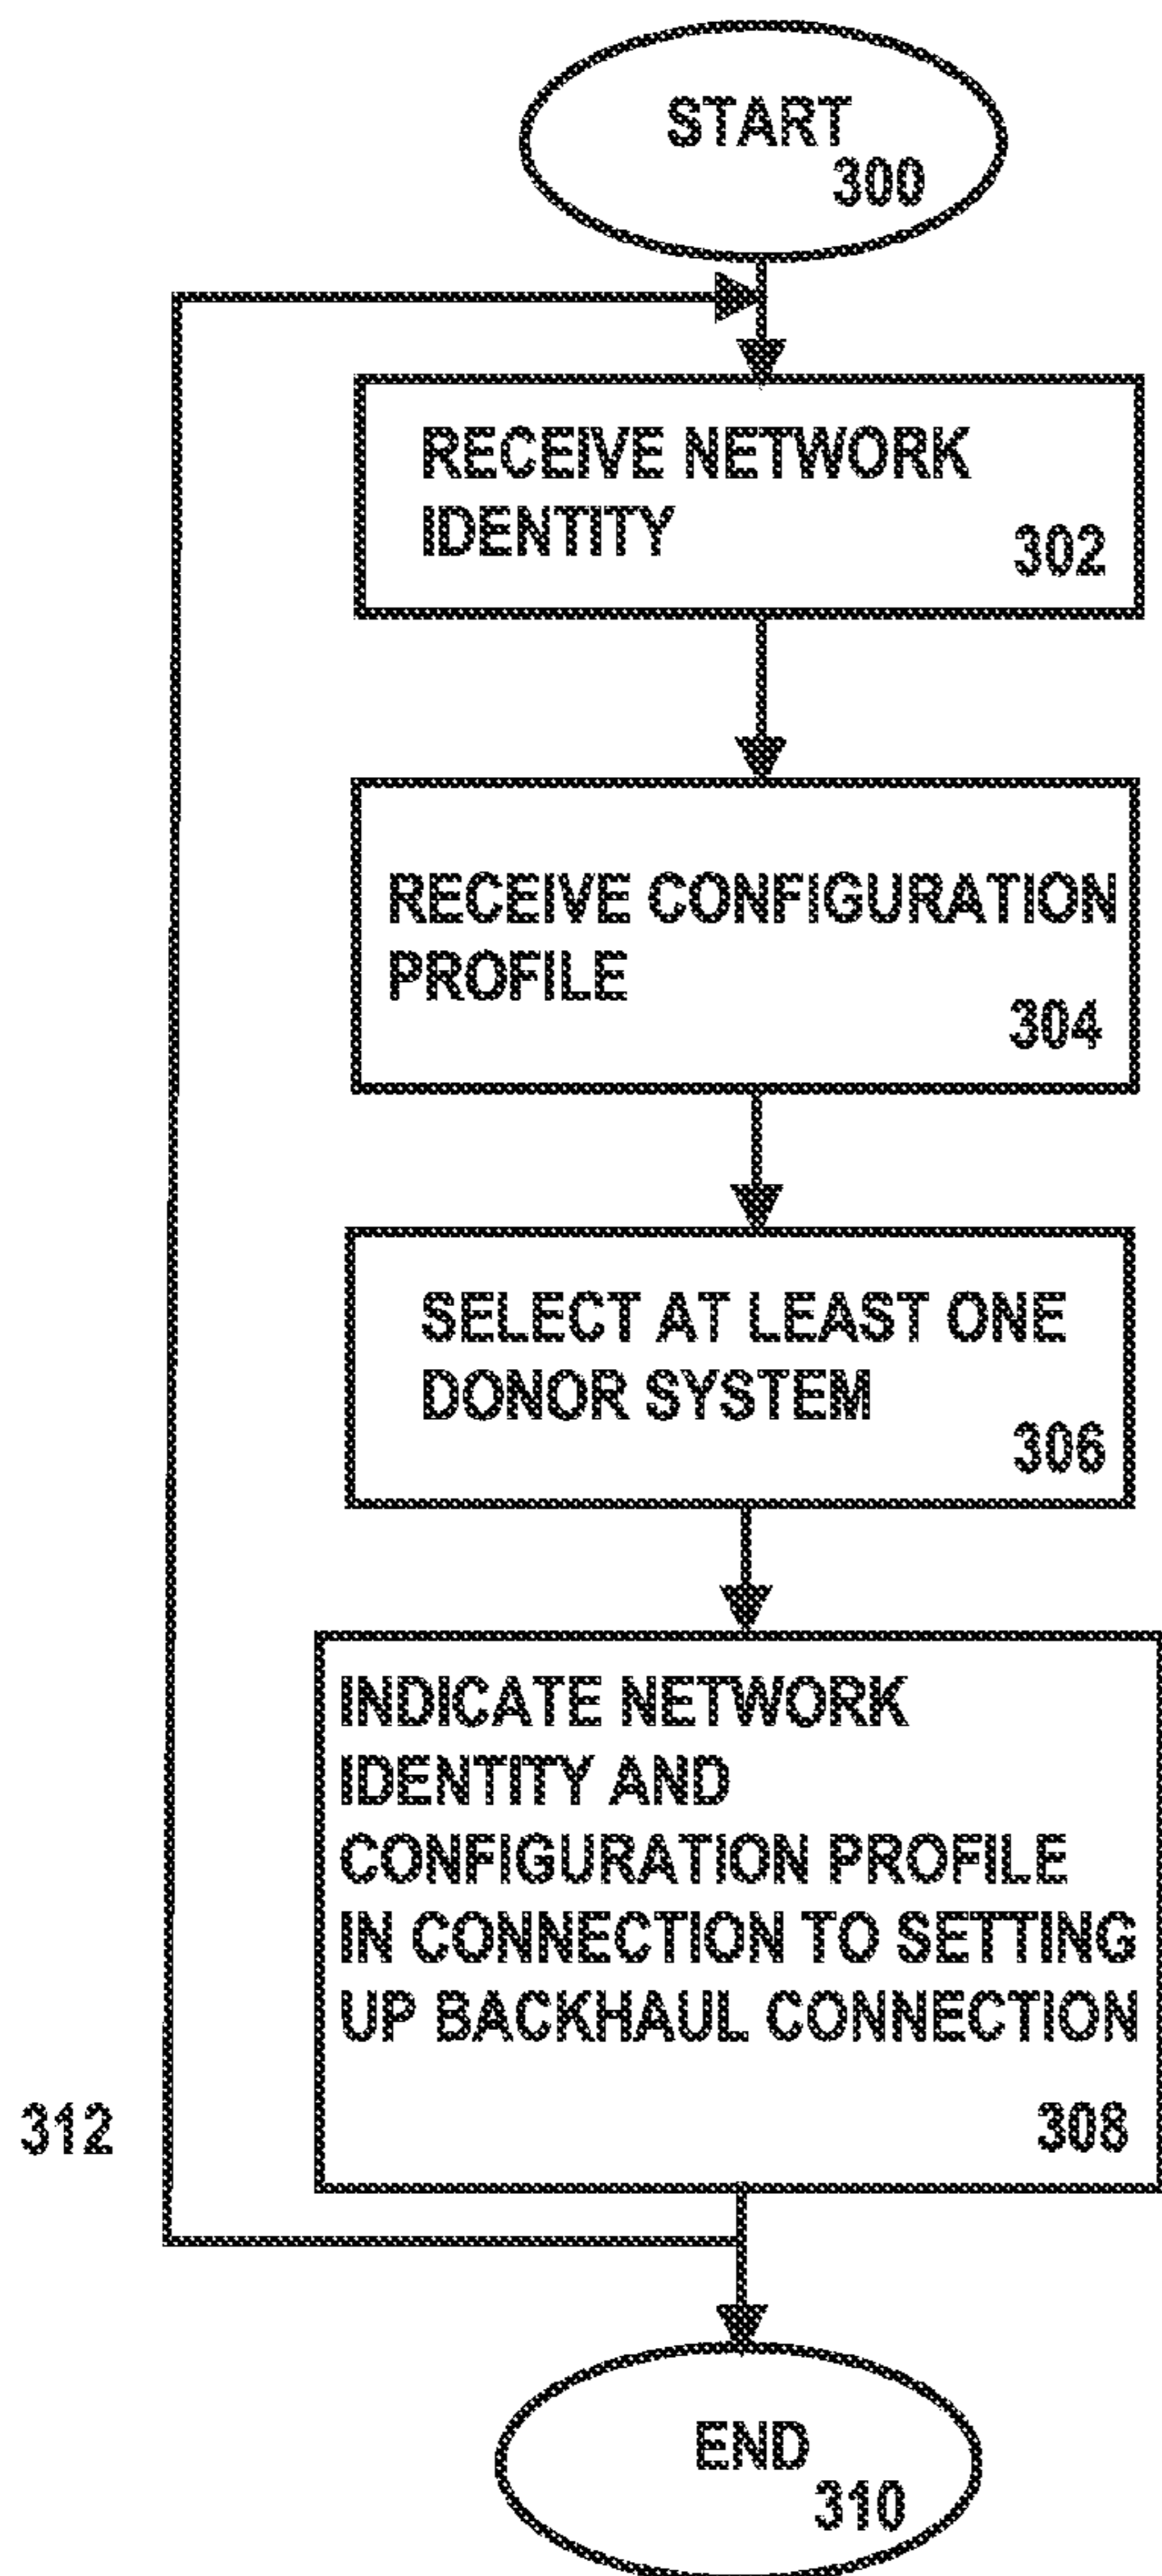 START
300
RECEIVE NETWORK
IDENTITY
302
RECEIVE CONFIGURATION
PROFILE
304
SELECT AT LEAST ONE
DONOR SYSTEM
306
INDICATE NETWORK
IDENTITY AND
CONFIGURATION PROFILE
IN CONNECTION TO SETTING
UP BACKHAUL CONNECTION
308
312
END
310